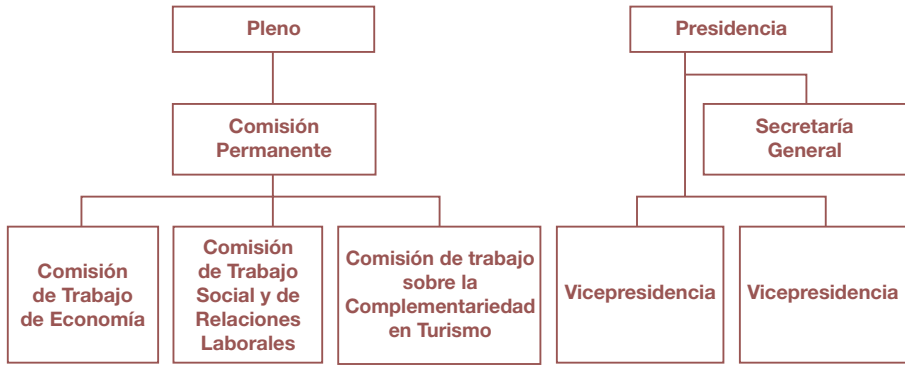 Pleno
Presidencia
Comisión
Permanente
Secretaría
General
Comisión
de Trabajo
de Economía
Comisión
de Trabajo
Social y de
Relaciones
Laborales
Comisión de trabajo
sobre la
Complementariedad
en Turismo
Vicepresidencia
Vicepresidencia